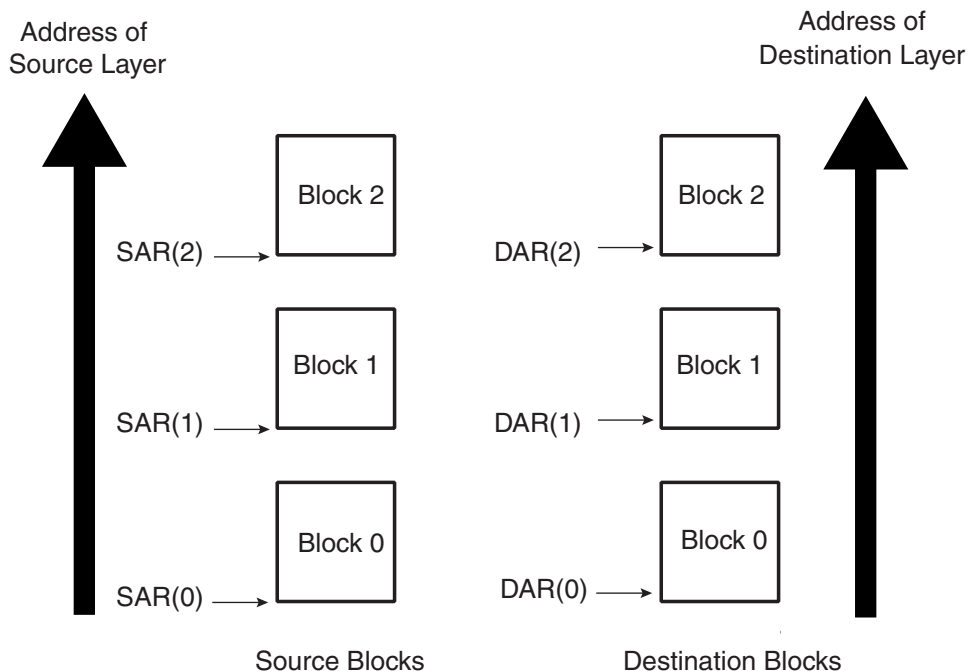 Address of
Source Layer
Address of
Destination Layer
Block 2
Block 2
SAR(2)
DAR(2)
Block 1
Block 1
SAR(1)
DAR(1)
Block 0
Block 0
SAR(0)
DAR(0)
Source Blocks
Destination Blocks